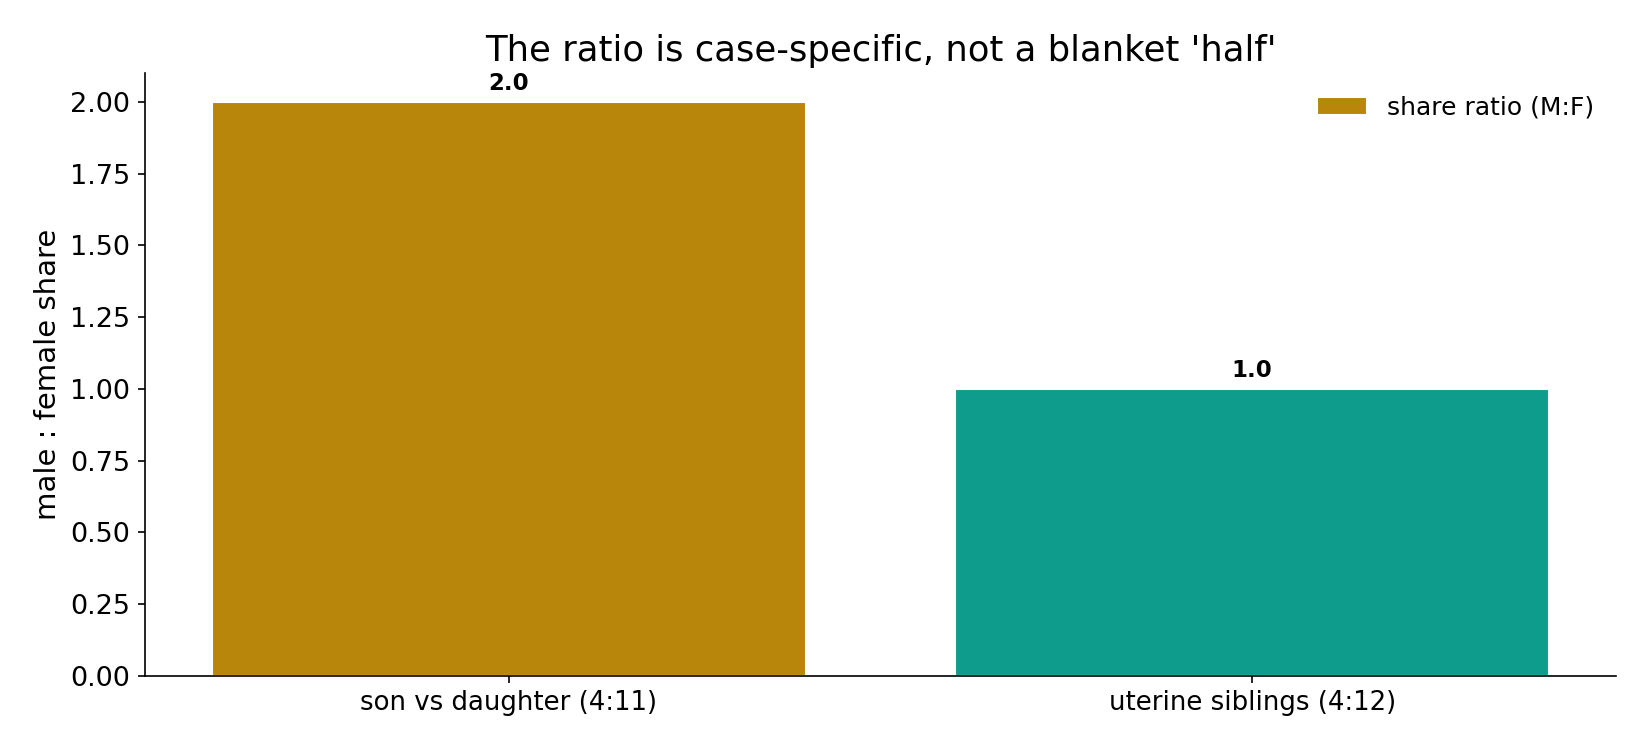 The ratio is case-specific, not a blanket 'half'
2.0
share ratio (M:F)
male : female share
2.00
1.75
1.50
1.25
1.00
0.75
0.50
0.25
0.00
1.0
son vs daughter (4:11)
uterine siblings (4:12)